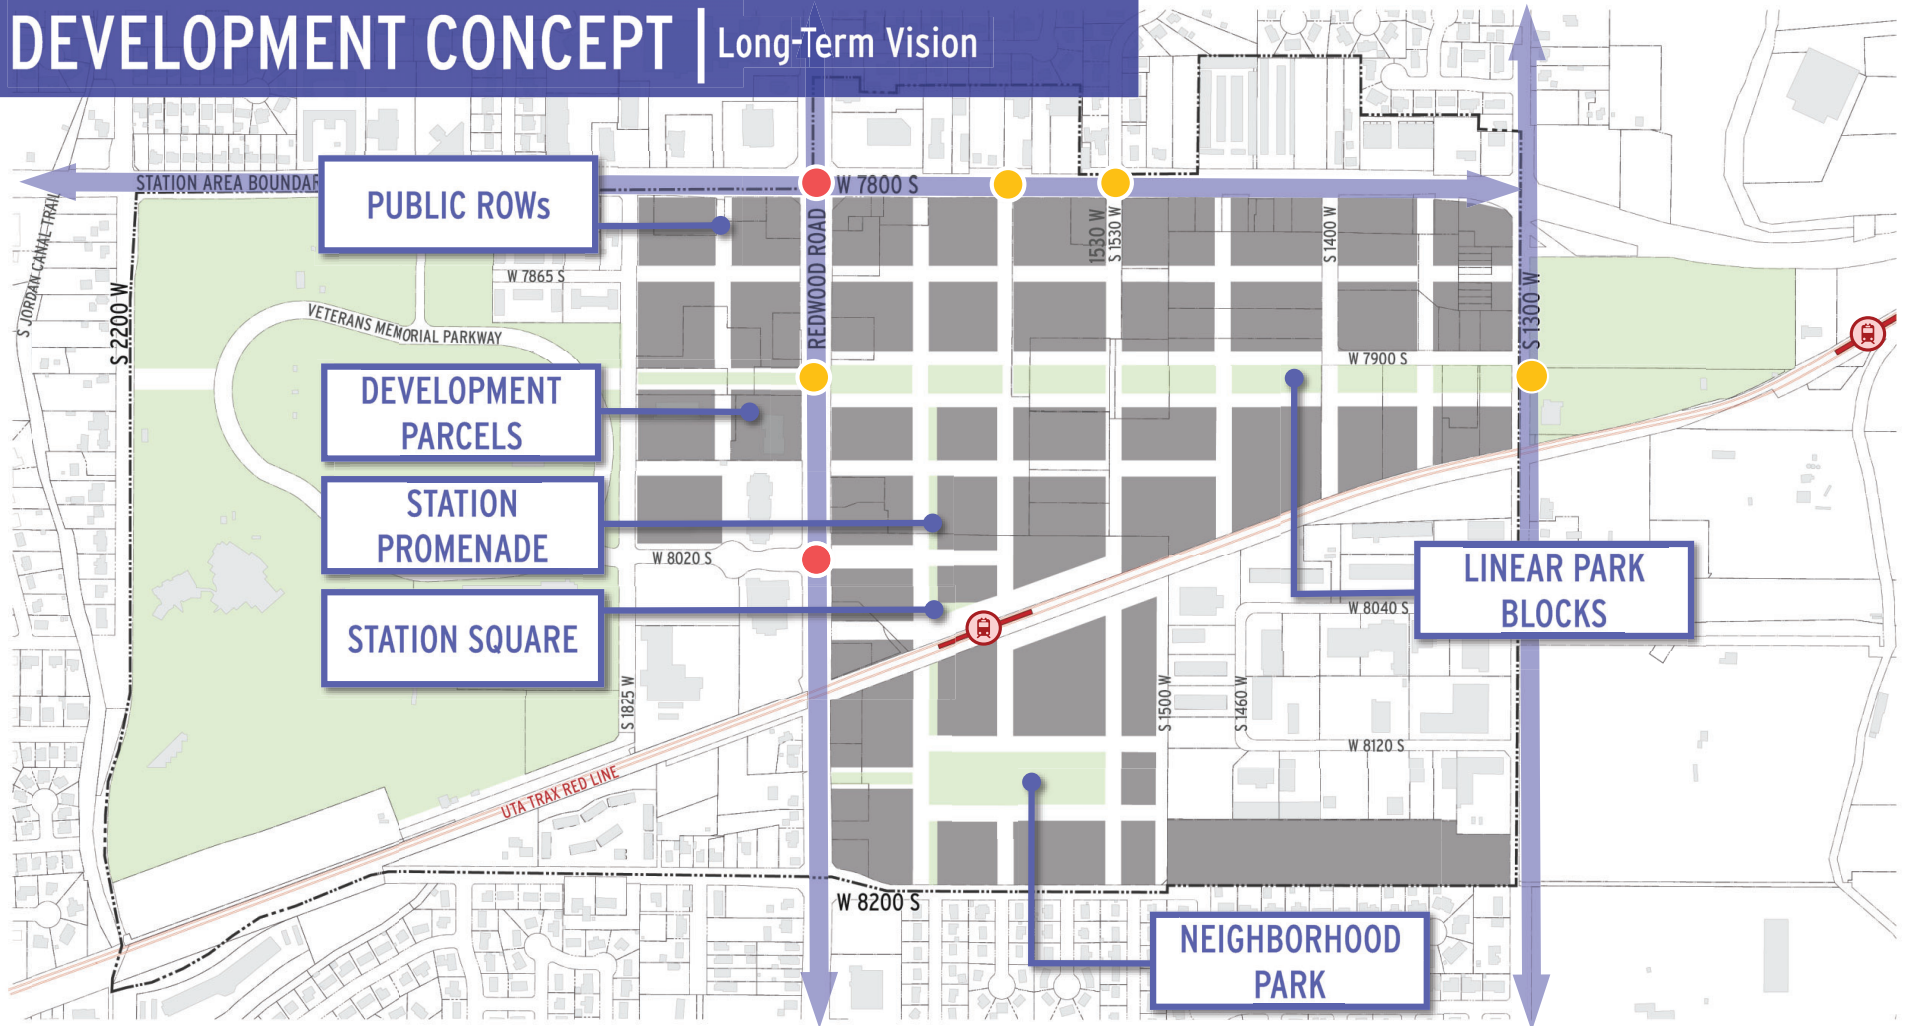 DEVELOPMENT CONCEPT | Long-Term Vision
STATION AREA BOUNDAR
W 7800 S
PUBLIC ROWs
S JORDAN CANAL TRAIL
S 2200 W
W 7865 S
VETERANS MEMORIAL PARKWAY
REDWOOD ROAD
1530 W
S 1530 W
S 1400 W
S 1300 W
W 7900 S
DEVELOPMENT
PARCELS
STATION
PROMENADE
W 8020 S
STATION SQUARE
LINEAR PARK
BLOCKS
W 8040 S
S 1825 W
S 1500 W
S 1460 W
W 8120 S
UTA TRAX RED LINE
W 8200 S
NEIGHBORHOOD
PARK